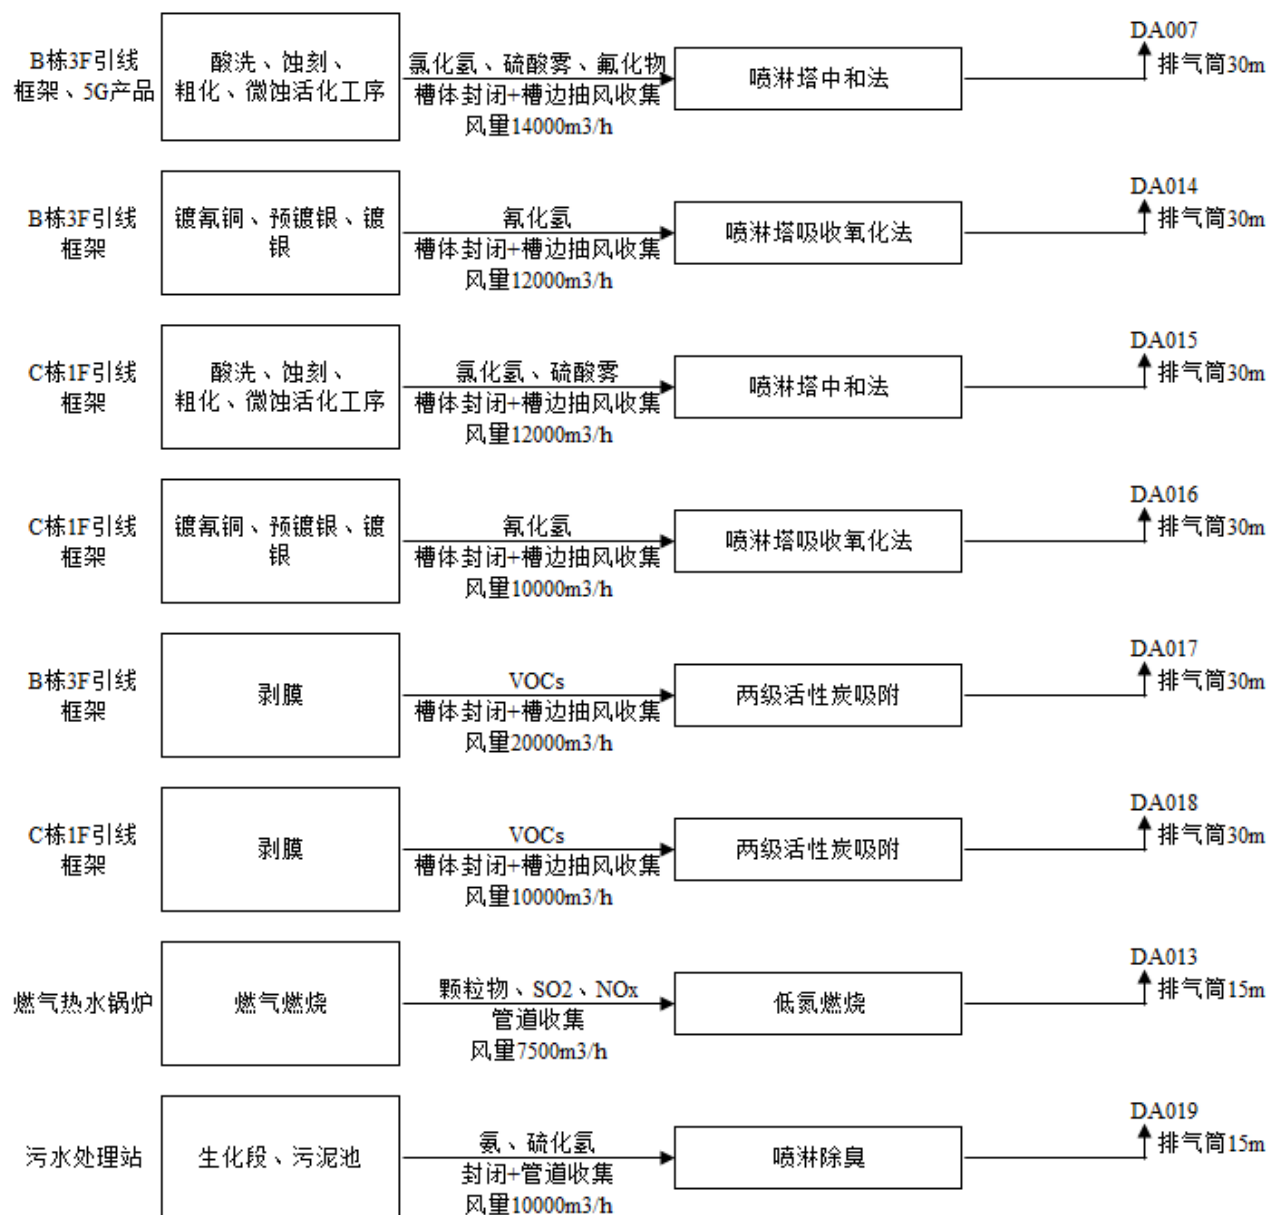 B栋3F引线
框架、5G产品
酸洗、蚀刻、
粗化、微蚀活化工序
氯化氢、硫酸雾、氟化物
槽体封闭+槽边抽风收集
风量14000m3/h
喷淋塔中和法
DA007
排气筒30m
B栋3F引线
框架
镀氰铜、预镀银、镀
银
氰化氢
槽体封闭+槽边抽风收集
风量12000m3/h
喷淋塔吸收氧化法
DA014
排气筒30m
C栋1F引线
框架
酸洗、蚀刻、
粗化、微蚀活化工序
氯化氢、硫酸雾
槽体封闭+槽边抽风收集
风量12000m3/h
喷淋塔中和法
DA015
排气筒30m
C栋1F引线
框架
镀氰铜、预镀银、镀
银
氰化氢
槽体封闭+槽边抽风收集
风量10000m3/h
喷淋塔吸收氧化法
DA016
排气筒30m
B栋3F引线
框架
剥膜
VOCs
槽体封闭+槽边抽风收集
风量20000m3/h
两级活性炭吸附
DA017
排气筒30m
C栋1F引线
框架
剥膜
VOCs
槽体封闭+槽边抽风收集
风量10000m3/h
两级活性炭吸附
DA018
排气筒30m
燃气热水锅炉
燃气燃烧
颗粒物、SO2、NOx
管道收集
风量7500m3/h
低氮燃烧
DA013
排气筒15m
污水处理站
生化段、污泥池
氨、硫化氢
封闭+管道收集
风量10000m3/h
喷淋除臭
DA019
排气筒15m